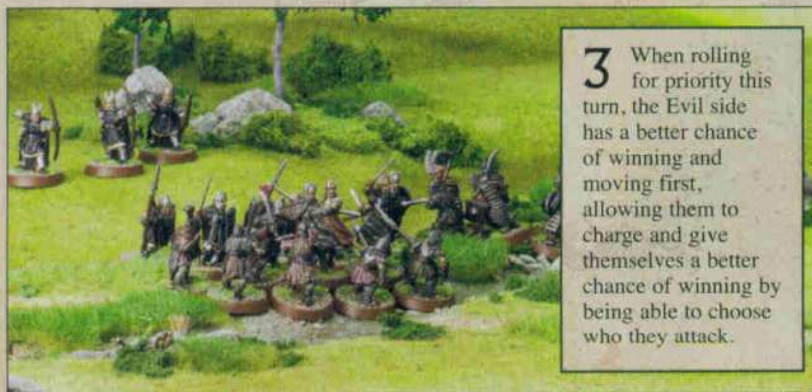 3 When rolling
for priority this
turn, the Evil side
has a better chance
of winning and
moving first,
allowing them to
charge and give
themselves a better
chance of winning by
being able to choose
who they attack.